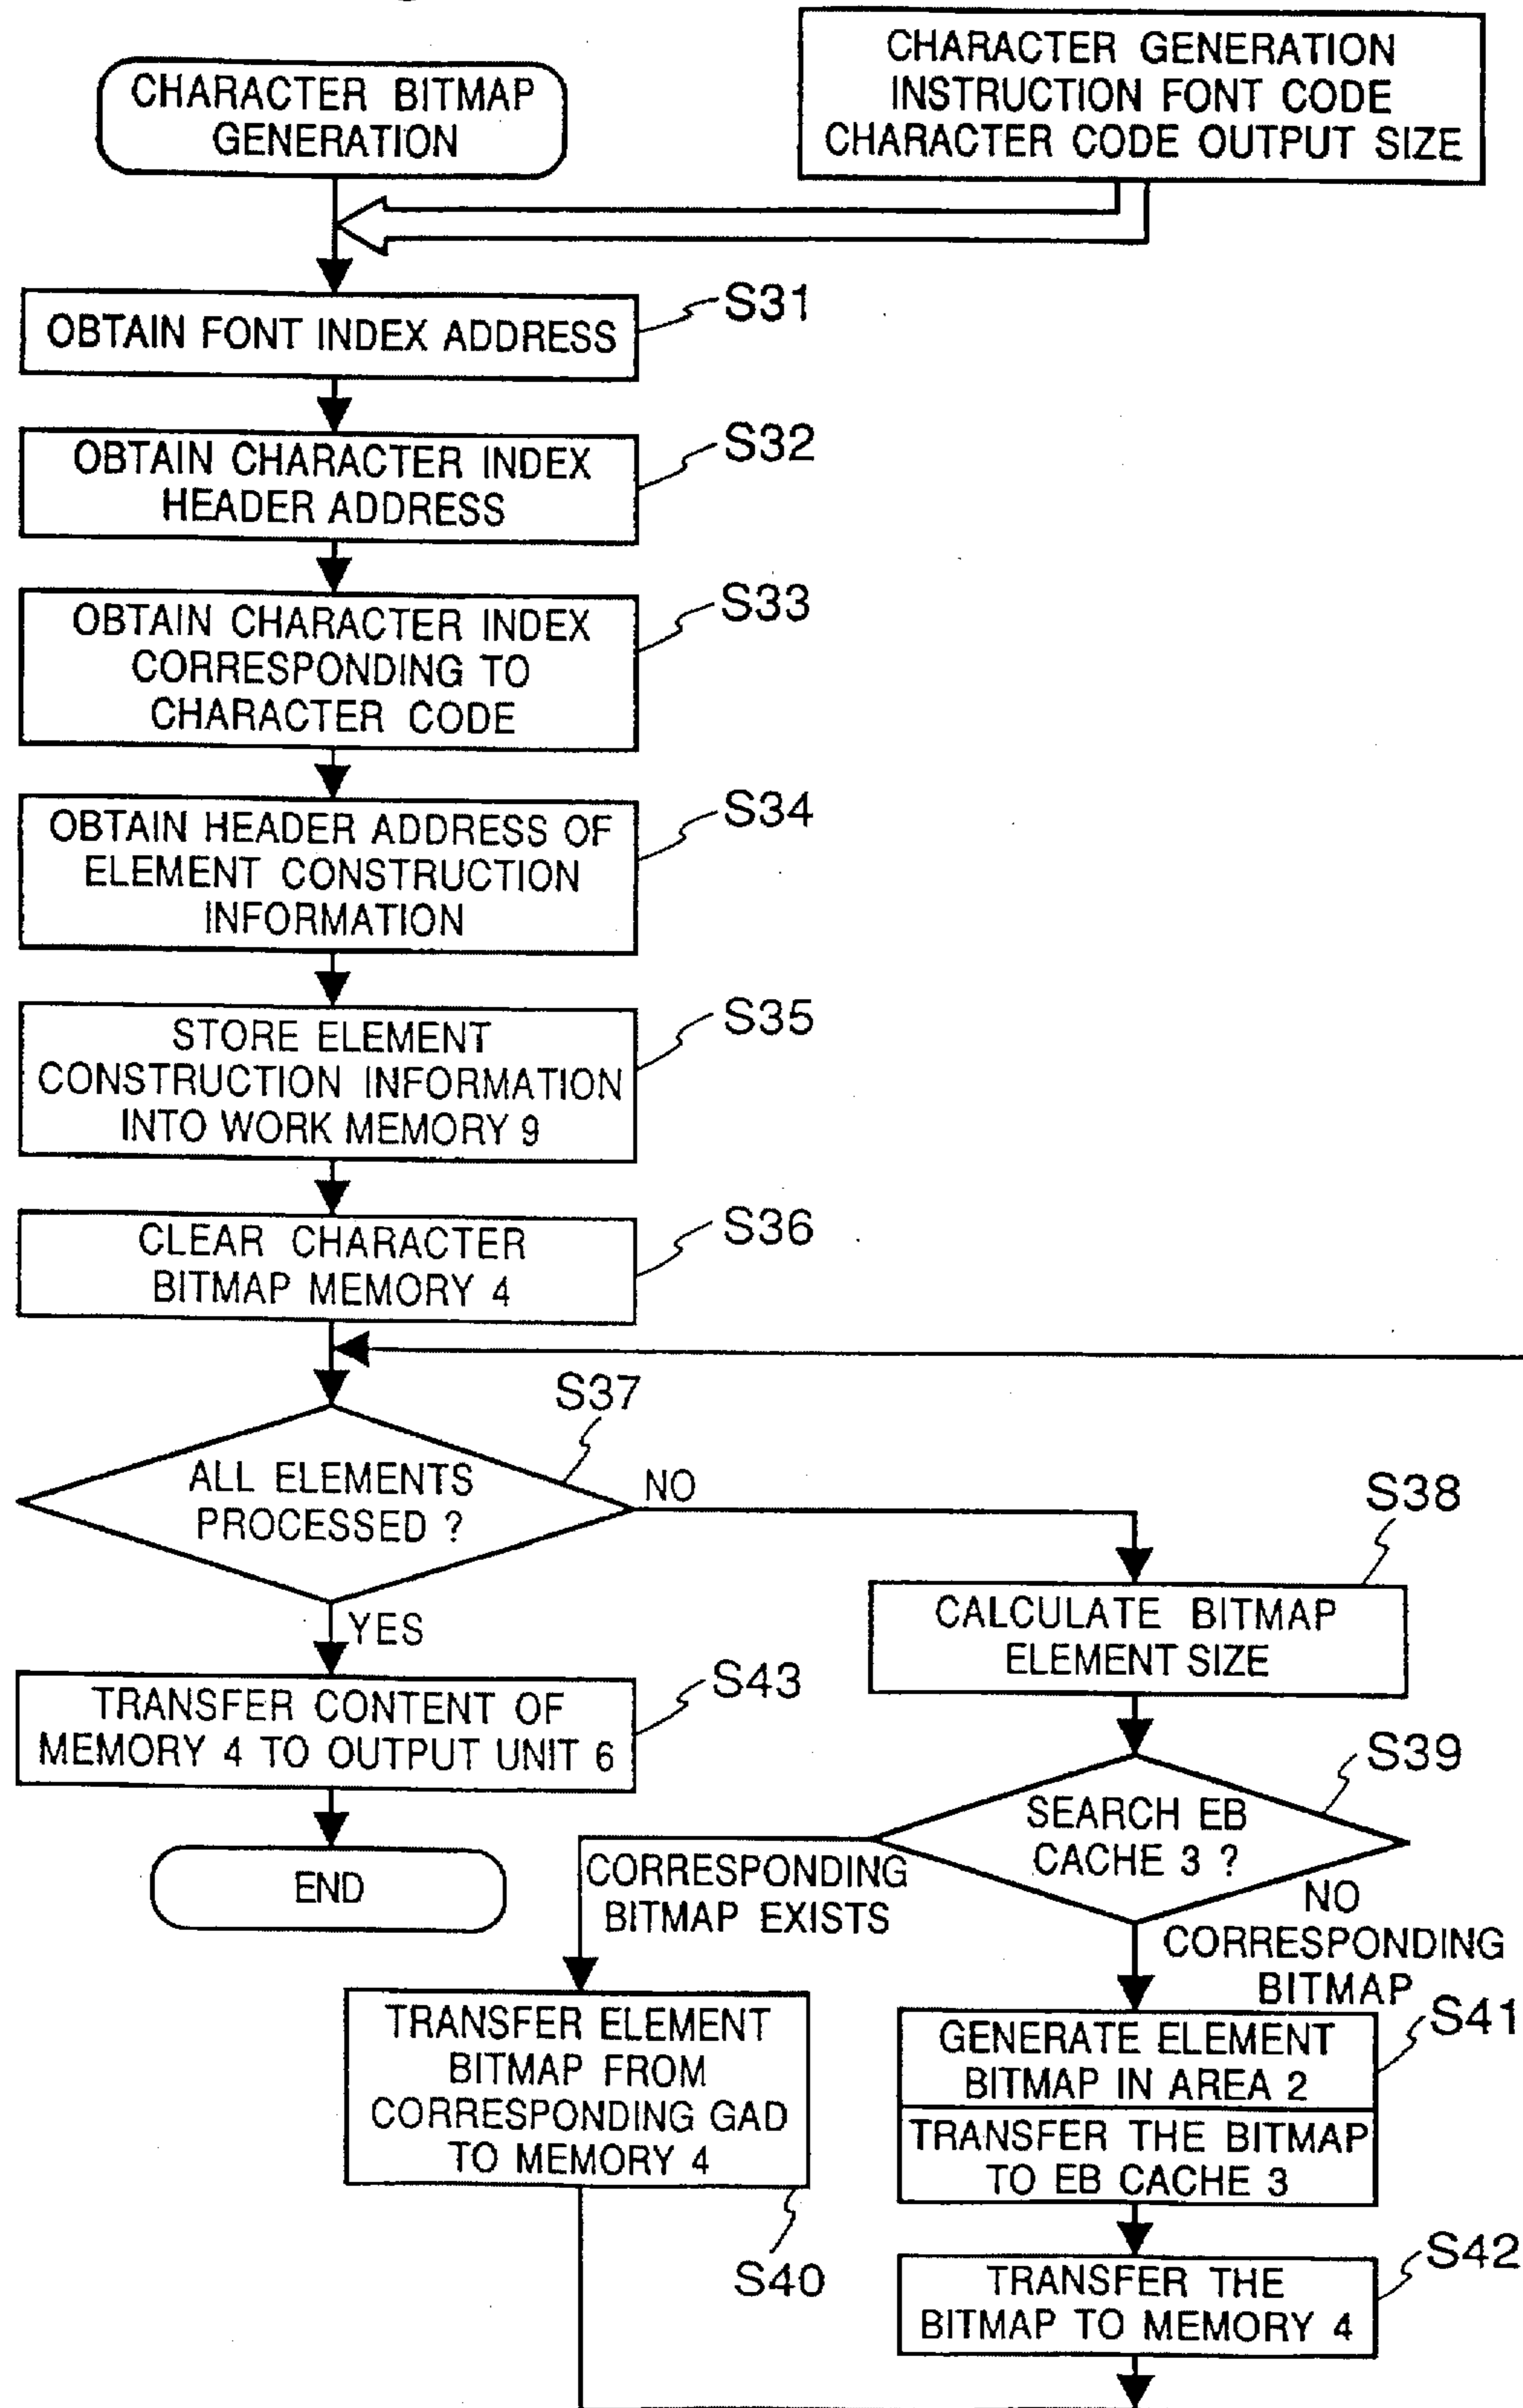 CHARACTER BITMAP
GENERATION
CHARACTER GENERATION
INSTRUCTION FONT CODE
CHARACTER CODE OUTPUT SIZE
OBTAIN FONT INDEX ADDRESS
S31
OBTAIN CHARACTER INDEX
HEADER ADDRESS
S32
OBTAIN CHARACTER INDEX
CORRESPONDING TO
CHARACTER CODE
S33
OBTAIN HEADER ADDRESS OF
ELEMENT CONSTRUCTION
INFORMATION
S34
STORE ELEMENT
CONSTRUCTION INFORMATION
INTO WORK MEMORY 9
S35
CLEAR CHARACTER
BITMAP MEMORY 4
S36
ALL ELEMENTS
PROCESSED ?
S37
NO
YES
CALCULATE BITMAP
ELEMENT SIZE
S38
TRANSFER CONTENT OF
MEMORY 4 TO OUTPUT UNIT 6
S43
END
SEARCH EB
CACHE 3 ?
S39
CORRESPONDING
BITMAP EXISTS
NO
CORRESPONDING
BITMAP
TRANSFER ELEMENT
BITMAP FROM
CORRESPONDING GAD
TO MEMORY 4
S40
GENERATE ELEMENT
BITMAP IN AREA 2
TRANSFER THE BITMAP
TO EB CACHE 3
S41
TRANSFER THE
BITMAP TO MEMORY 4
S42